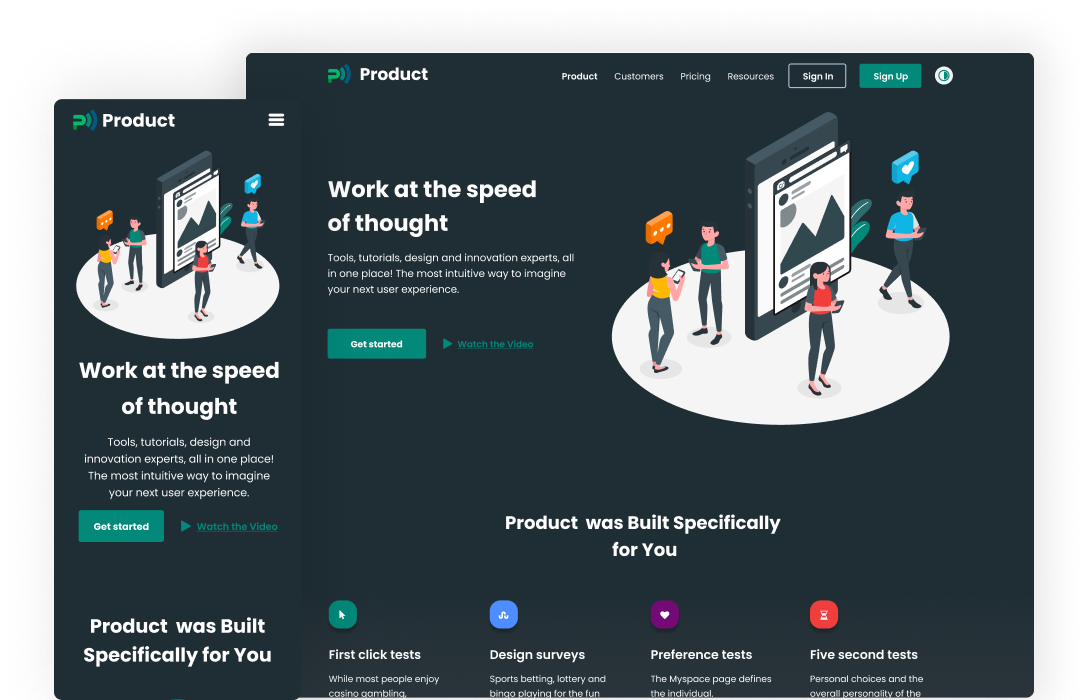 Product
Work at the speed
of thought
Tools, tutorials, design and
innovation experts, all in one place!
The most intuitive way to imagine
your next user experience.
Get started
Watch the Video
Product was Built
Specifically for You
Product
Product Customers Pricing Resources Sign In Sign Up
Work at the speed
of thought
Tools, tutorials, design and innovation experts, all
in one place! The most intuitive way to imagine
your next user experience.
Get started
Watch the Video
Product was Built Specifically
for You
First click tests
While most people enjoy
casino gambling,
Design surveys
Sports betting, lottery and
bingo playing for the fun
Preference tests
The Myspace page defines
the individual.
Five second tests
Personal choices and the
overall personality of the